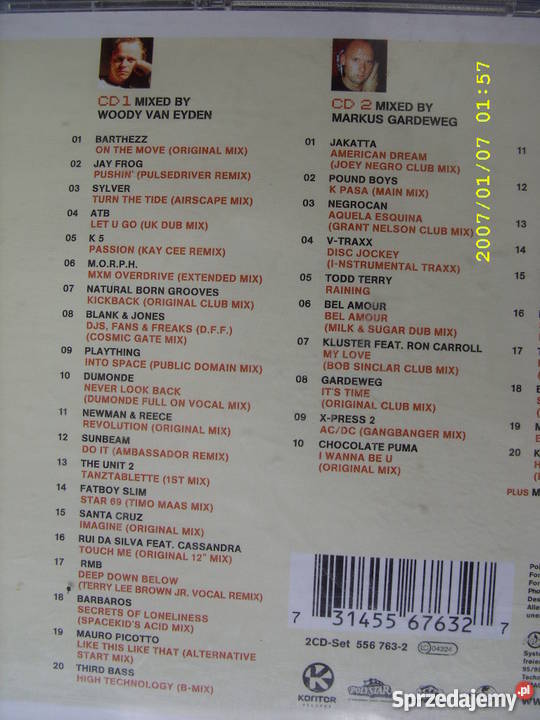 CD 1 MIXED BY
WOODY VAN EYDEN
01 BARTHEZZ
ON THE MOVE (ORIGINAL MIX)
02 JAY FROG
PUSHIN' (PULSEDRIVER REMIX)
03 SYLVER
TURN THE TIDE (AIRSCAPE MIX)
04 ATB
LET U GO (UK DUB MIX)
05 K 5
PASSION (KAY CEE REMIX)
06 M.O.R.P.H.
MXM OVERDRIVE (EXTENDED MIX)
07 NATURAL BORN GROOVES
KICKBACK (ORIGINAL CLUB MIX)
08 BLANK & JONES
DJS, FANS & FREAKS (D.F.F.)
(COSMIC GATE MIX)
09 PLAYTHING
INTO SPACE (PUBLIC DOMAIN MIX)
10 DUMONDE
NEVER LOOK BACK
(DUMONDE FULL ON VOCAL MIX)
11 NEWMAN & REECE
REVOLUTION (ORIGINAL MIX)
12 SUNBEAM
DO IT (AMBASSADOR REMIX)
13 THE UNIT 2
TANZTABLETTE (1ST MIX)
14 FATBOY SLIM
STAR 69 (TIMO MAAS MIX)
15 SANTA CRUZ
IMAGINE (ORIGINAL MIX)
16 RUI DA SILVA FEAT. CASSANDRA
TOUCH ME (ORIGINAL 12" MIX)
17 RMB
DEEP DOWN BELOW
(TERRY LEE BROWN JR. VOCAL REMIX)
18 BARBAROS
SECRETS OF LONELINESS
(SPACEKID'S ACID MIX)
19 MAURO PICOTTO
LIKE THIS LIKE THAT (ALTERNATIVE
START MIX)
20 THIRD BASS
HIGH TECHNOLOGY (B-MIX)
CD 2 MIXED BY
MARKUS GARDEWEG
01 JAKATTA
AMERICAN DREAM
(JOEY NEGRO CLUB MIX)
02 POUND BOYS
K PASA (MAIN MIX)
03 NEGROCAN
AQUELA ESQUINA
(GRANT NELSON CLUB MIX)
04 V-TRAXX
DISC JOCKEY
(I-NSTRUMENTAL TRAXX)
05 TODD TERRY
RAINING
06 BEL AMOUR
BEL AMOUR
(MILK & SUGAR DUB MIX)
07 KLUSTER FEAT. RON CARROLL
MY LOVE
(BOB SINCLAR CLUB MIX)
08 GARDEWEG
IT'S TIME
(ORIGINAL CLUB MIX)
09 X-PRESS 2
AC/DC (GANGBANGER MIX)
10 CHOCOLATE PUMA
I WANNA BE U
(ORIGINAL MIX)
11
12
13
14
15
16
17
18
19
20
PLUS
7 31455 67632 7
2CD-Set 556 763-2
LC 04324
KONTOR
RECORDS
POLYSTAR
2007/01/07 01:57
Sprzedajemy.pl